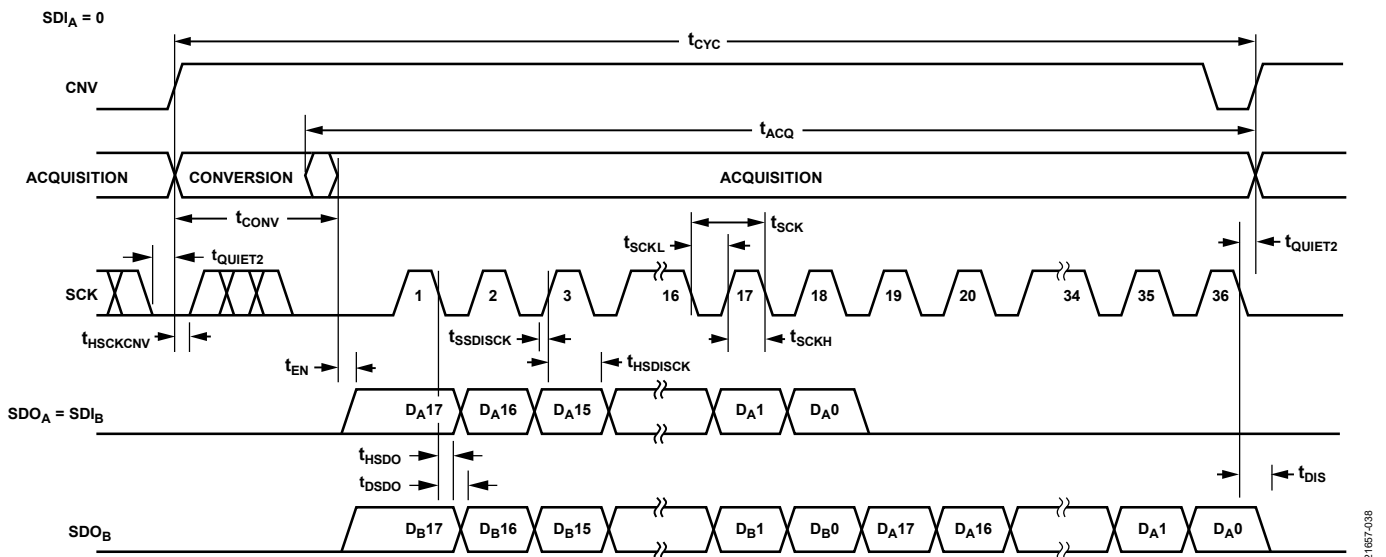 SDIA = 0
tCYC
CNV
tACQ
ACQUISITION CONVERSION ACQUISITION
tCONV
tSCK
tSCKL
tQUIET2 tQUIET2
SCK 1 2 3 16 17 18 19 20 34 35 36
tHSCKCNV tSSDISCK tSCKH
tEN tHSDISCK
SDOA = SDIB DA17 DA16 DA15 DA1 DA0
tHSDO
tDSDO tDIS
SDOB DB17 DB16 DB15 DB1 DB0 DA17 DA16 DA1 DA0
21657-038